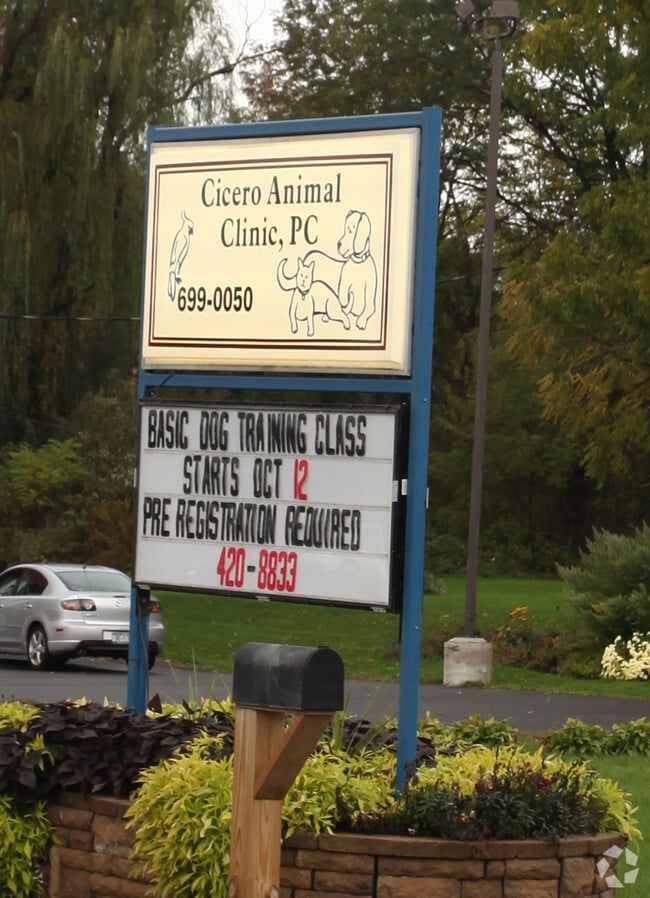 Cicero Animal
Clinic, PC
699-0050
BASIC DOG TRAINING CLASS
STARTS OCT 12
PRE REGISTRATION REQUIRED
420-8833